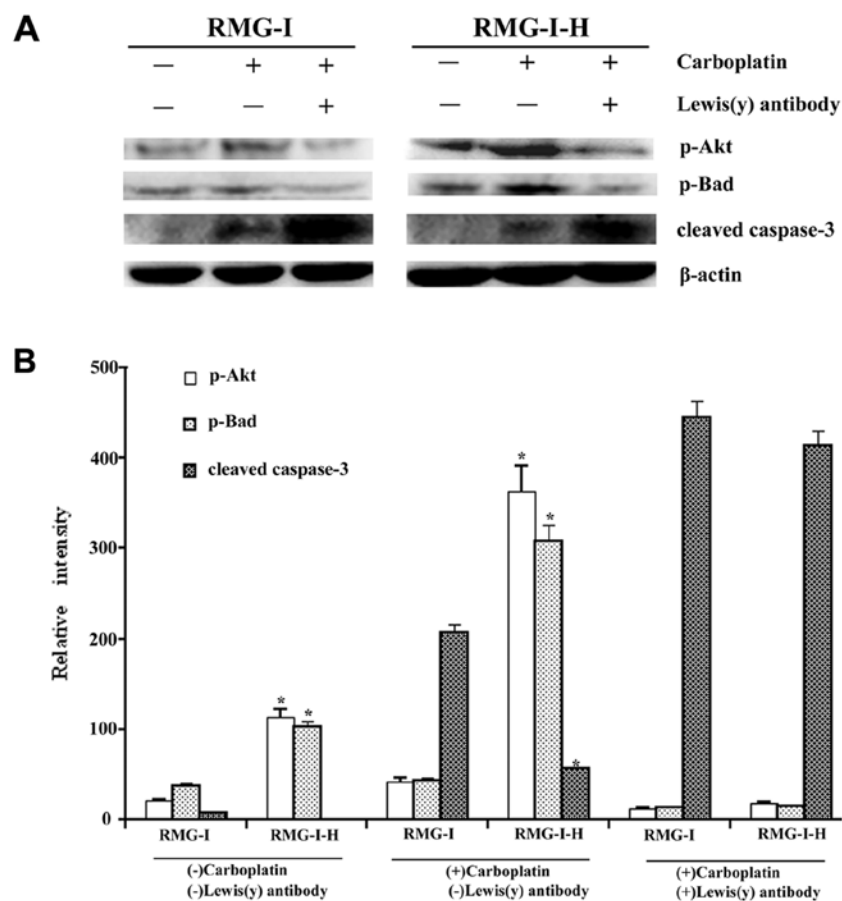 A
RMG-I RMG-I-H
— + + — + + Carboplatin
— — + — — + Lewis(y) antibody
p-Akt
p-Bad
cleaved caspase-3
β-actin
B
500
400
300
200
100
0
Relative intensity
p-Akt
p-Bad
cleaved caspase-3
* * * * *
RMG-I RMG-I-H RMG-I RMG-I-H RMG-I RMG-I-H
(-)Carboplatin (+)Carboplatin (+)Carboplatin
(-)Lewis(y) antibody (-)Lewis(y) antibody (+)Lewis(y) antibody